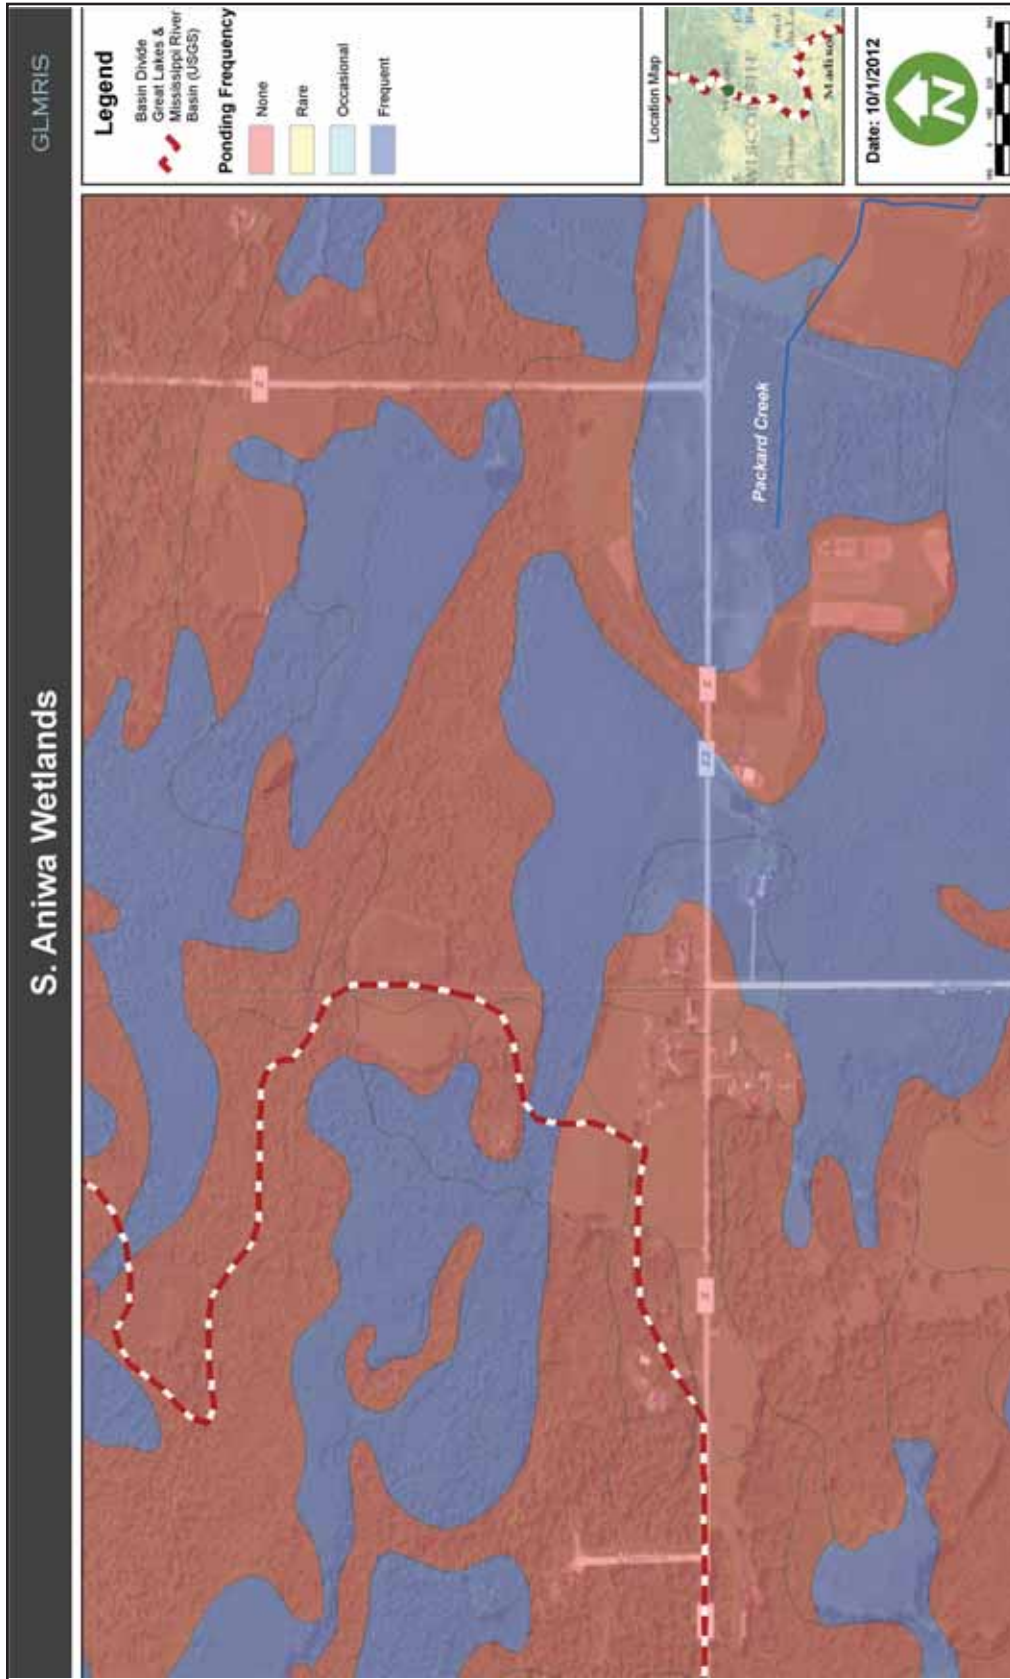 S. Aniwa Wetlands
GLMRIS
Legend
Basin Divide
Great Lakes &
Mississippi River
Basin (USGS)
Ponding Frequency
None
Rare
Occasional
Frequent
Location Map
Madison
Date: 10/1/2012
N
Z
Z
Z
Packard Creek